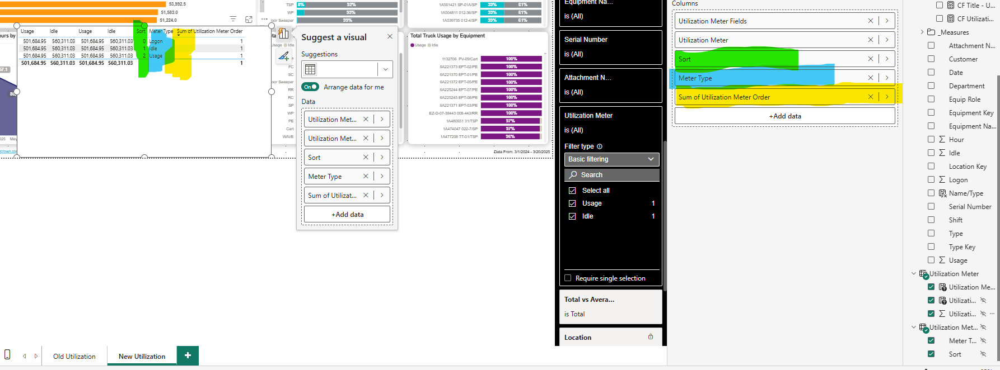 53,992.5
51,583.0
51,224.0
ours by
57.1
80,
2025 May
gcrown.com
Usage Idle Usage Idle Sort Meter Type Sum of Utilization Meter Order
501,684.95 560,311.03 501,684.95 560,311.03 0 Logon 1
501,684.95 560,311.03 501,684.95 560,311.03 1 Idle 1
501,684.95 560,311.03 501,684.95 560,311.03 2 Usage 1
501,684.95 560,311.03 501,684.95 560,311.03 1
TSP 8% 92%
WP 93%
oor Sweeper 99%
FC
SC
oor Sweeper
RR
RC
SP
WP
PE
Cart
WAVE
Suggest a visual
Suggestions
On Arrange data for me
Data
Utilization Met...
Utilization Met...
Sort
Meter Type
Sum of Utilizat...
+Add data
1A561421 SP-01A/SP 39% 61%
1A504811 012-36/SP 39% 61%
1A539735 012-4/SP 39% 61%
Total Truck Usage by Equipment
Usage Idle
1132706 PV-09/Cart 100%
6A221373 EPT-02/PE 100%
6A221370 EPT-01/PE 100%
6A221372 EPT-05/PE 100%
6A225244 EPT-07/PE 100%
6A225245 EPT-08/PE 100%
6A221371 EPT-03/PE 100%
EZ-D-07-38443 008-443/RR 100%
1A480651 31/TSP 97%
1A474047 022-7/SP 97%
1A477208 TT-01/TSP 96%
Data From: 3/1/2024 - 3/20/2025
Equipment Na...
is (All)
Serial Number
is (All)
Attachment N...
is (All)
Utilization Meter
is (All)
Filter type
Basic filtering
Search
Select all
Usage 1
Idle 1
Require single selection
Total vs Avera...
is Total
Location
Columns
Utilization Meter Fields
Utilization Meter
Sort
Meter Type
Sum of Utilization Meter Order
+Add data
CF Title - U...
CF Utilizati...
_Measures
Attachment N...
Customer
Date
Department
Equip Role
Equipment Key
Equipment Na...
Hour
Idle
Location Key
Logon
Name/Type
Serial Number
Shift
Type
Type Key
Usage
Utilization Meter
Utilization Me...
Utilizati...
Utilizati...
Utilization Met...
Meter T...
Sort
Old Utilization
New Utilization